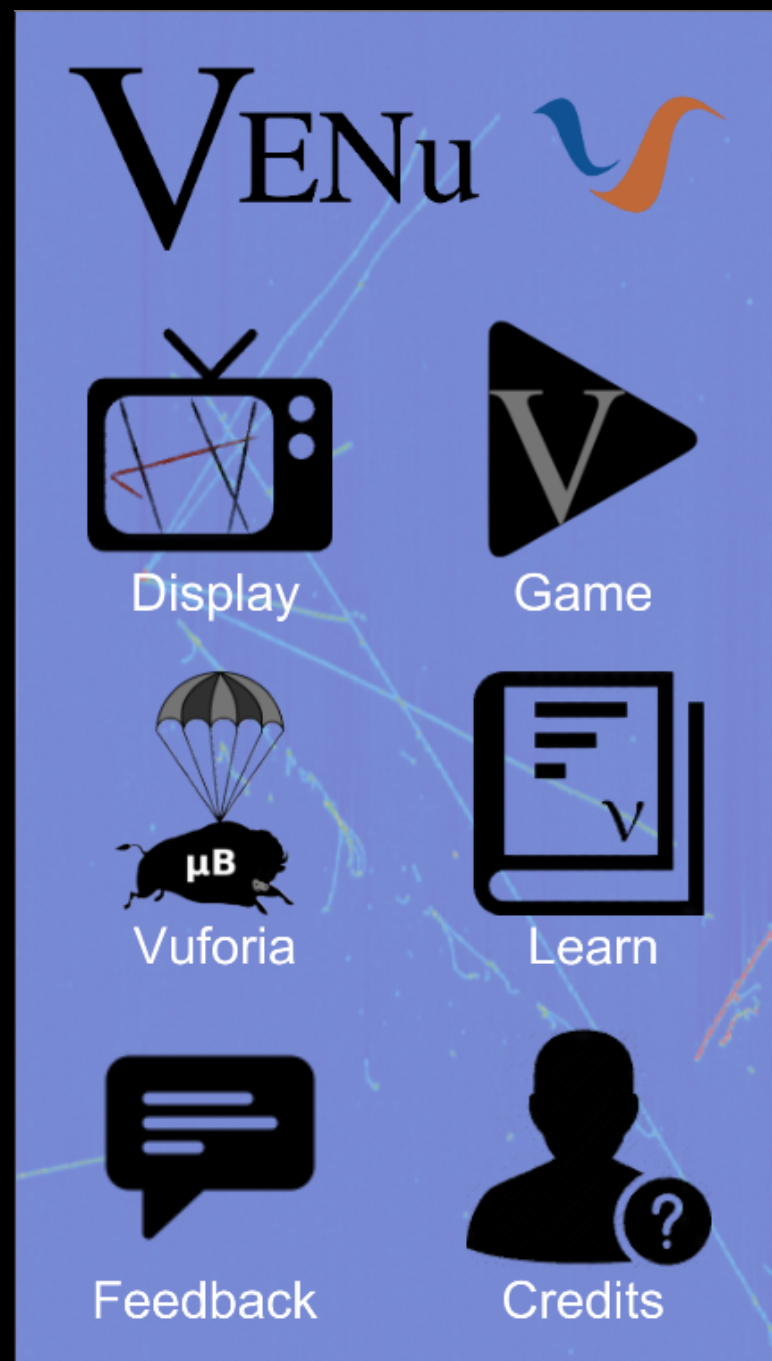 VENu
V
Display Game
µB
ν
Vuforia Learn
?
Feedback Credits